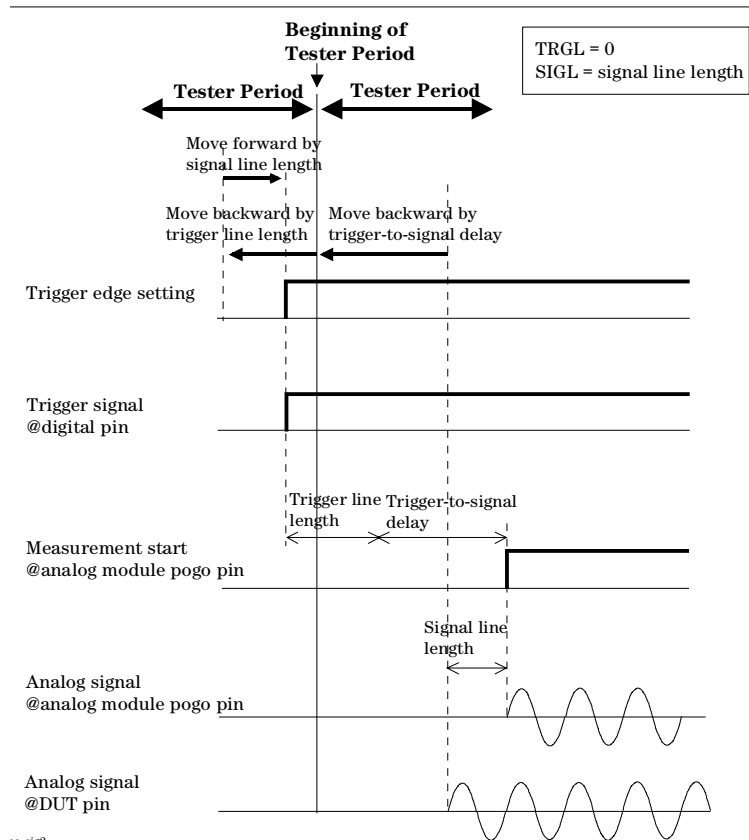 Beginning of
Tester Period
TRGL = 0
SIGL = signal line length
Tester Period
Tester Period
Move forward by
signal line length
Move backward by
trigger line length
Move backward by
trigger-to-signal delay
Trigger edge setting
Trigger signal
@digital pin
Trigger line
length
Trigger-to-signal
delay
Measurement start
@analog module pogo pin
Signal line
length
Analog signal
@analog module pogo pin
Analog signal
@DUT pin